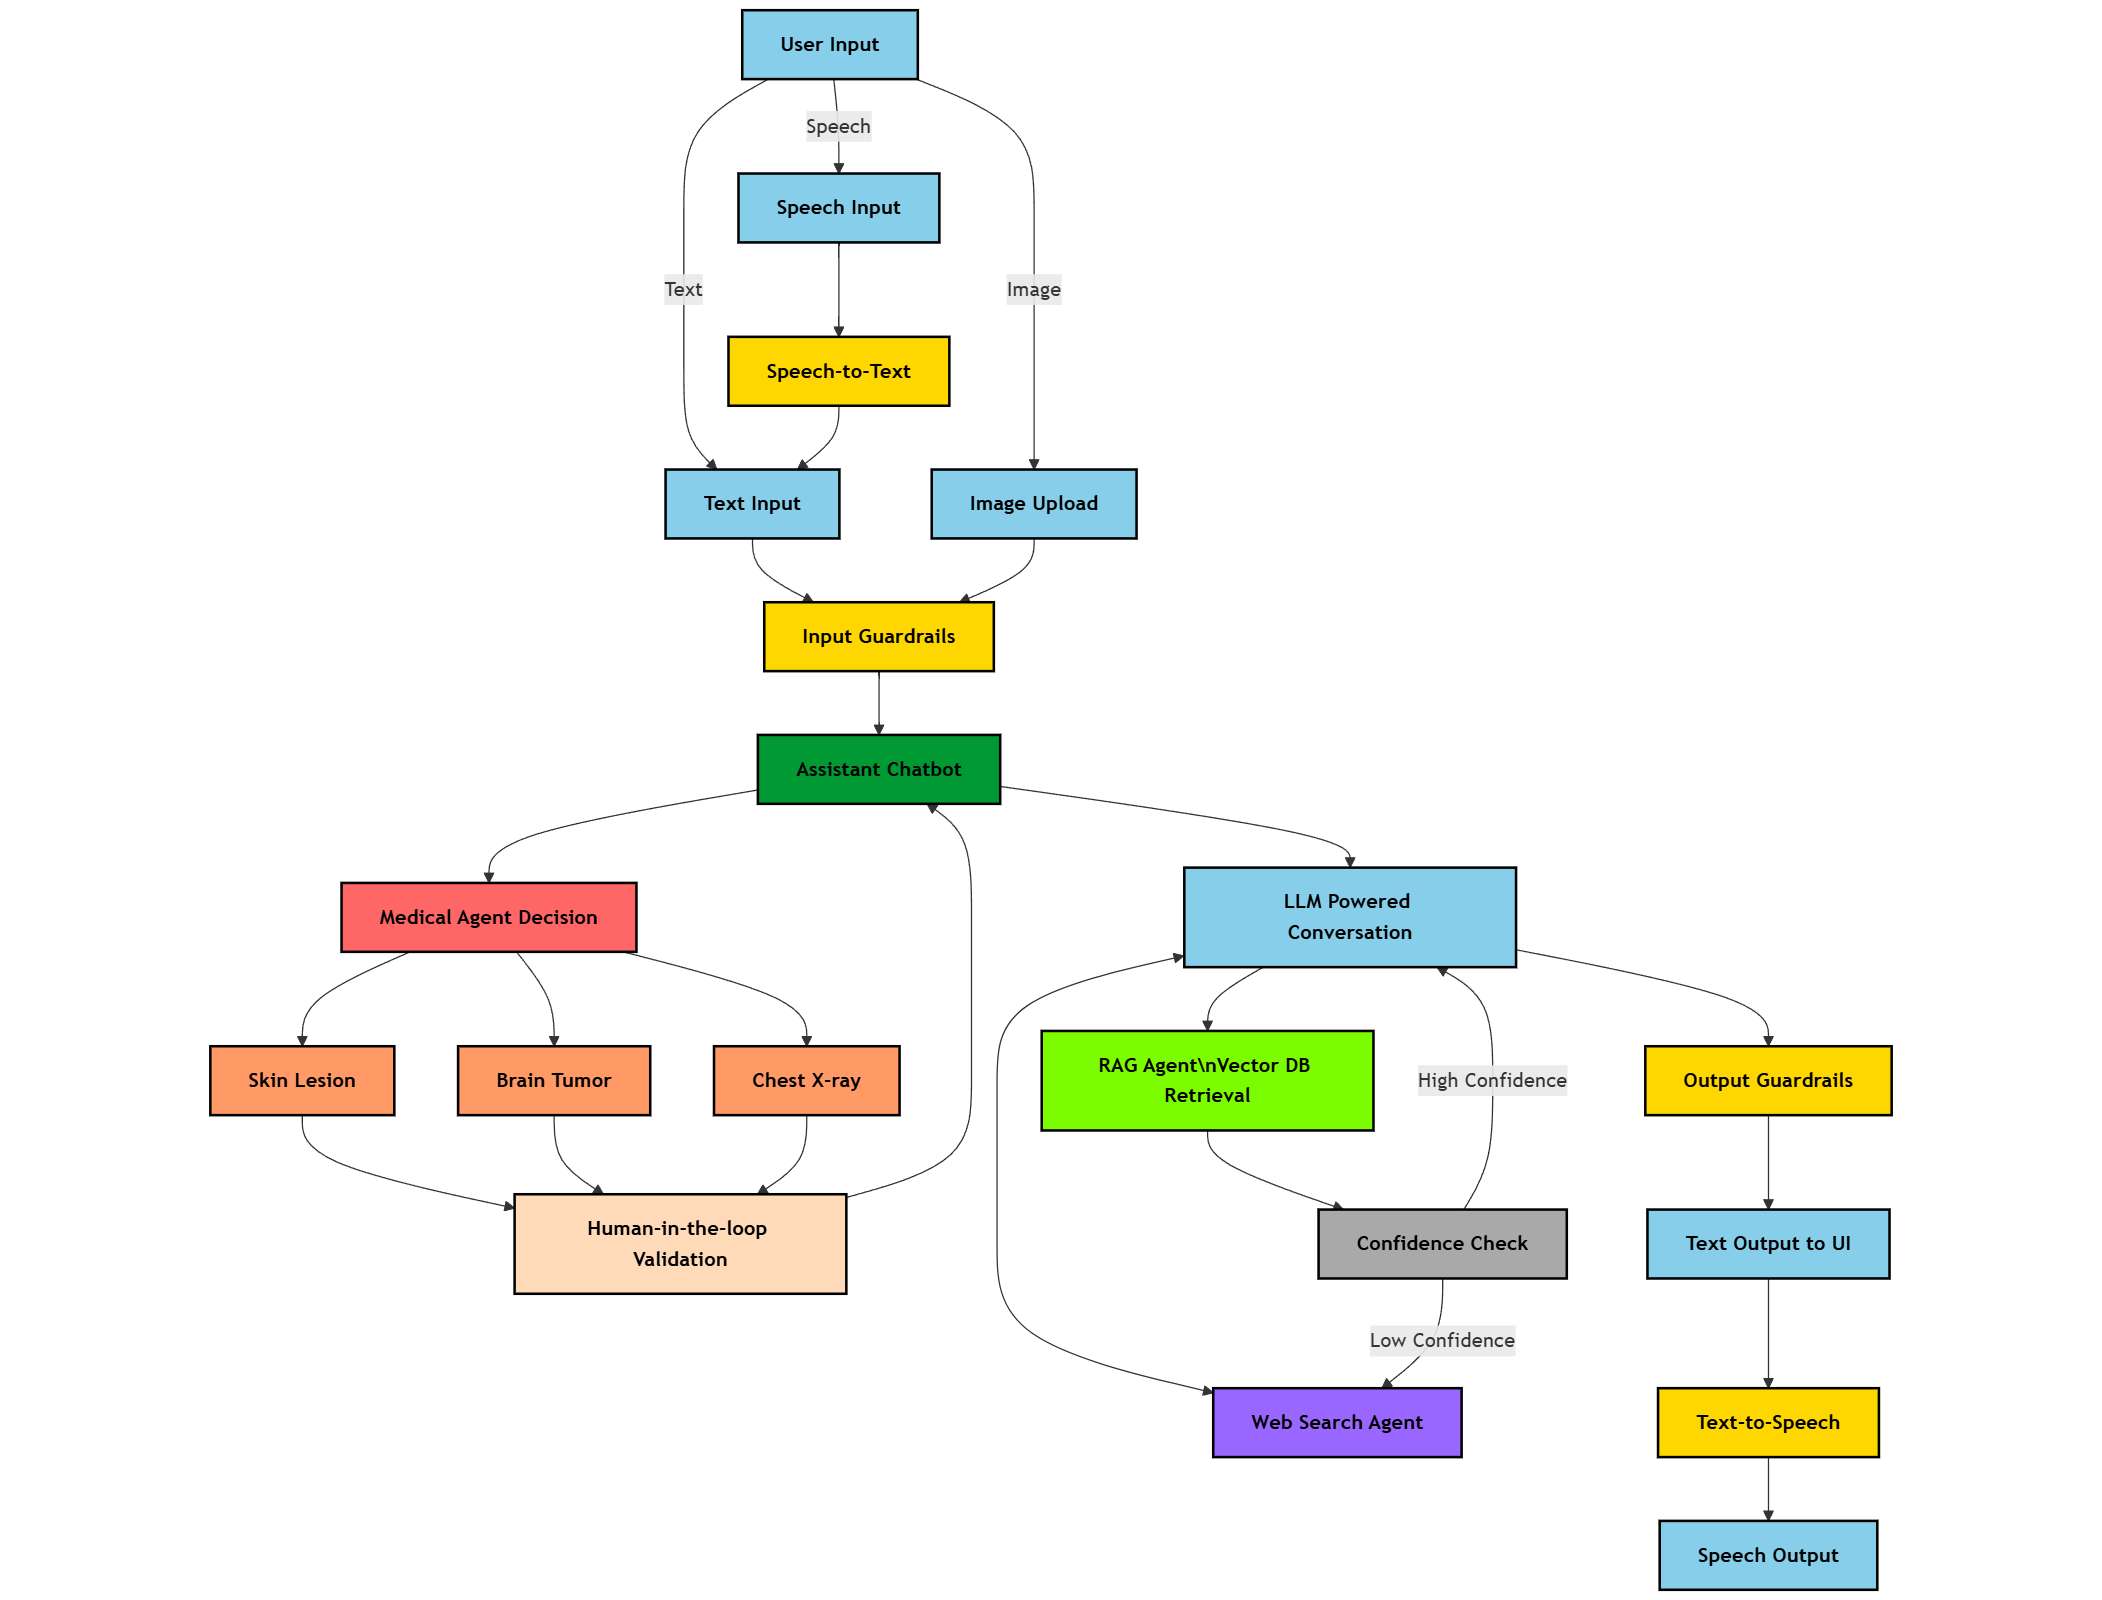 User Input
Speech
Speech Input
Text
Image
Speech-to-Text
Text Input
Image Upload
Input Guardrails
Assistant Chatbot
Medical Agent Decision
LLM Powered
Conversation
Skin Lesion
Brain Tumor
Chest X-ray
RAG Agent\nVector DB
Retrieval
High Confidence
Output Guardrails
Human-in-the-loop
Validation
Confidence Check
Text Output to UI
Low Confidence
Web Search Agent
Text-to-Speech
Speech Output